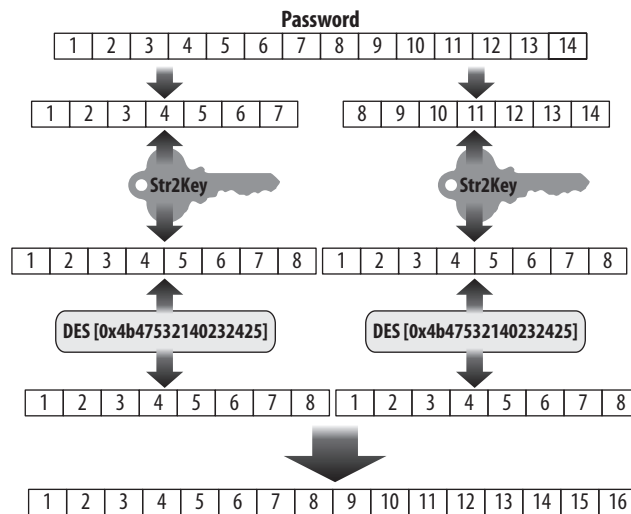 Password
1 2 3 4 5 6 7 8 9 10 11 12 13 14
1 2 3 4 5 6 7 8 9 10 11 12 13 14
Str2Key Str2Key
1 2 3 4 5 6 7 8 1 2 3 4 5 6 7 8
DES [0x4b47532140232425] DES [0x4b47532140232425]
1 2 3 4 5 6 7 8 1 2 3 4 5 6 7 8
1 2 3 4 5 6 7 8 9 10 11 12 13 14 15 16